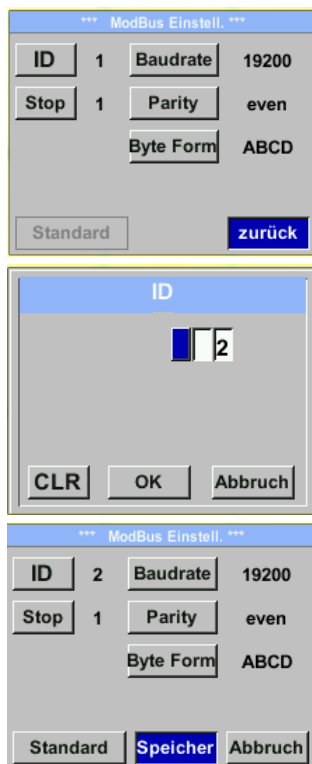 *** ModBus Einstell. ***
ID 1 Baudrate 19200
Stop 1 Parity even
Byte Form ABCD
Standard zurück
ID
2
CLR OK Abbruch
*** ModBus Einstell. ***
ID 2 Baudrate 19200
Stop 1 Parity even
Byte Form ABCD
Standard Speicher Abbruch